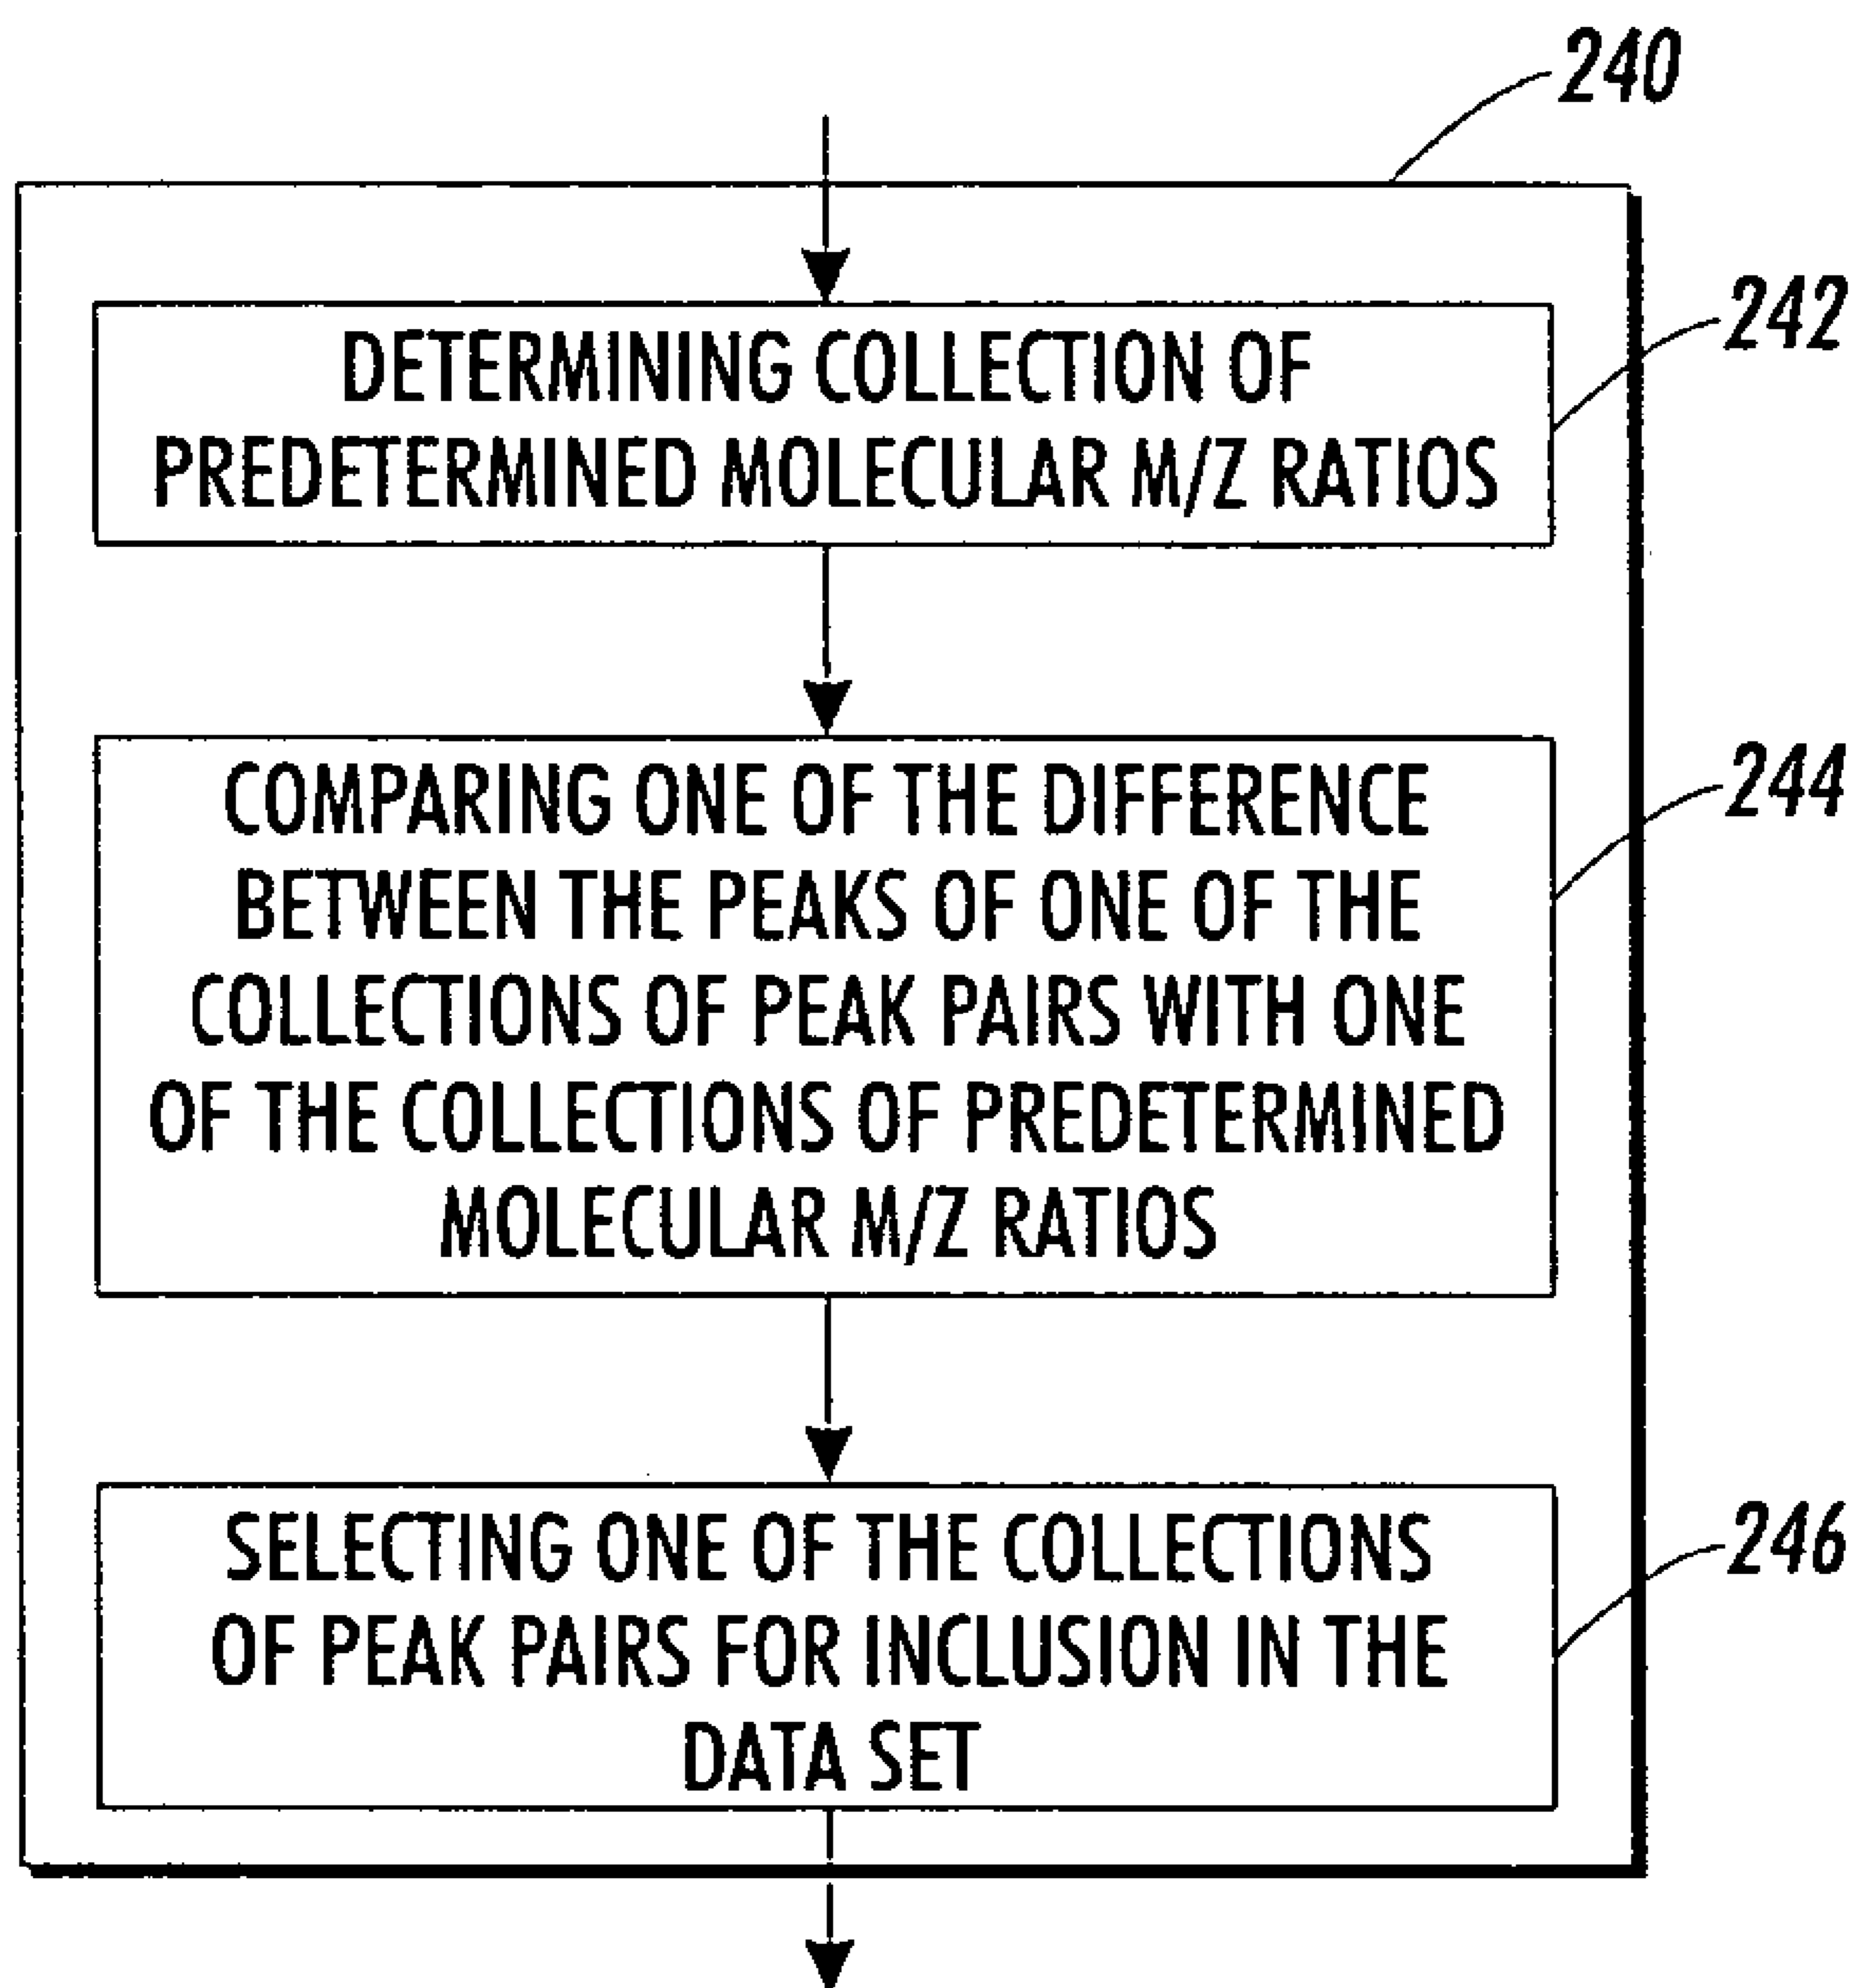 240
242
DETERMINING COLLECTION OF
PREDETERMINED MOLECULAR M/Z RATIOS
244
COMPARING ONE OF THE DIFFERENCE
BETWEEN THE PEAKS OF ONE OF THE
COLLECTIONS OF PEAK PAIRS WITH ONE
OF THE COLLECTIONS OF PREDETERMINED
MOLECULAR M/Z RATIOS
246
SELECTING ONE OF THE COLLECTIONS
OF PEAK PAIRS FOR INCLUSION IN THE
DATA SET